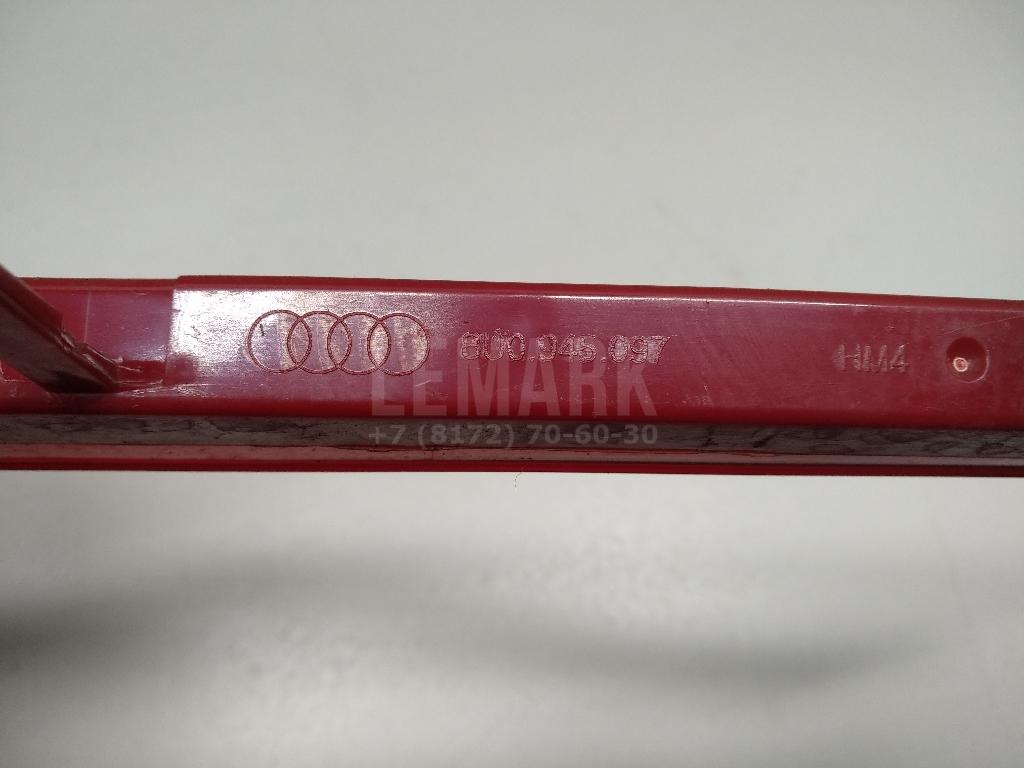 8U0.945.097
HM4
LEMARK
+7 (8172) 70-60-30